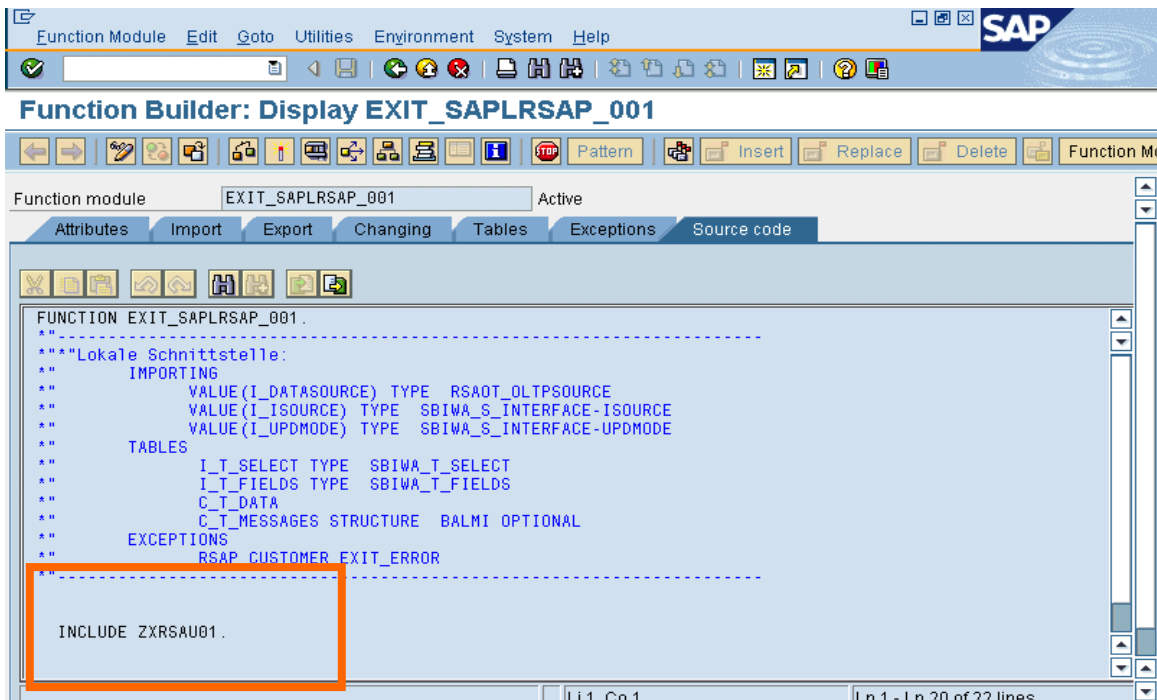 Function Module Edit Goto Utilities Environment System Help
SAP
Function Builder: Display EXIT_SAPLRSAP_001
STOP Pattern Insert Replace Delete Function
Function module EXIT_SAPLRSAP_001 Active
Attributes Import Export Changing Tables Exceptions Source code
FUNCTION EXIT_SAPLRSAP_001.
*"----------------------------------------------------------------------
*"*"Lokale Schnittstelle:
*" IMPORTING
*" VALUE(I_DATASOURCE) TYPE RSAOT_OLTPSOURCE
*" VALUE(I_ISOURCE) TYPE SBIWA_S_INTERFACE-ISOURCE
*" VALUE(I_UPDMODE) TYPE SBIWA_S_INTERFACE-UPDMODE
*" TABLES
*" I_T_SELECT TYPE SBIWA_T_SELECT
*" I_T_FIELDS TYPE SBIWA_T_FIELDS
*" C_T_DATA
*" C_T_MESSAGES STRUCTURE BALMI OPTIONAL
*" EXCEPTIONS
*" RSAP_CUSTOMER_EXIT_ERROR
*"----------------------------------------------------------------------
INCLUDE ZXRSAU01.
Li 1, Co 1 Ln 1 - Ln 20 of 22 lines